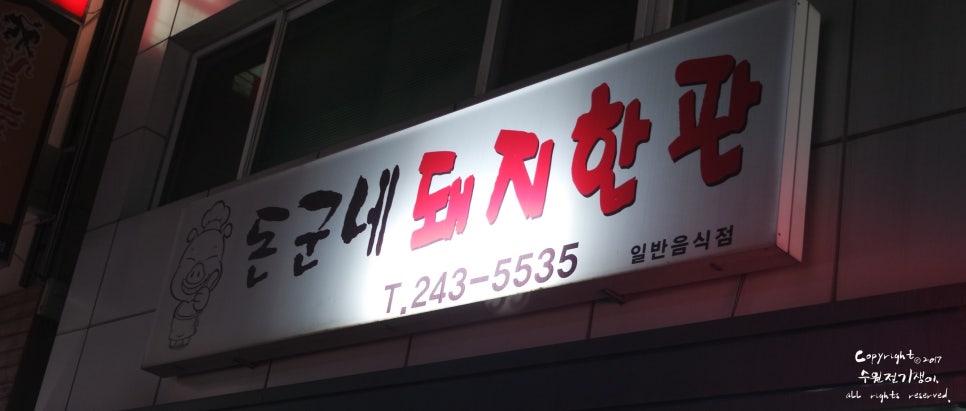 돈군네 돼지한판
T.243-5535 일반음식점
Copyright ⓒ 2017
수원전기쟁이.
all rights reserved.